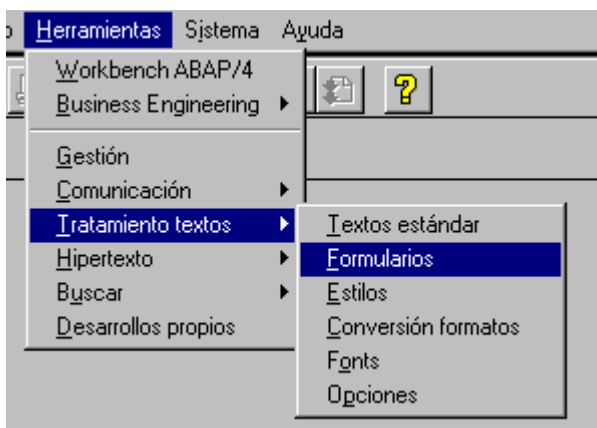 Herramientas Sistema Ayuda
Workbench ABAP/4
Business Engineering
Gestión
Comunicación
Tratamiento textos
Hipertexto
Buscar
Desarrollos propios
Textos estándar
Formularios
Estilos
Conversión formatos
Fonts
Opciones